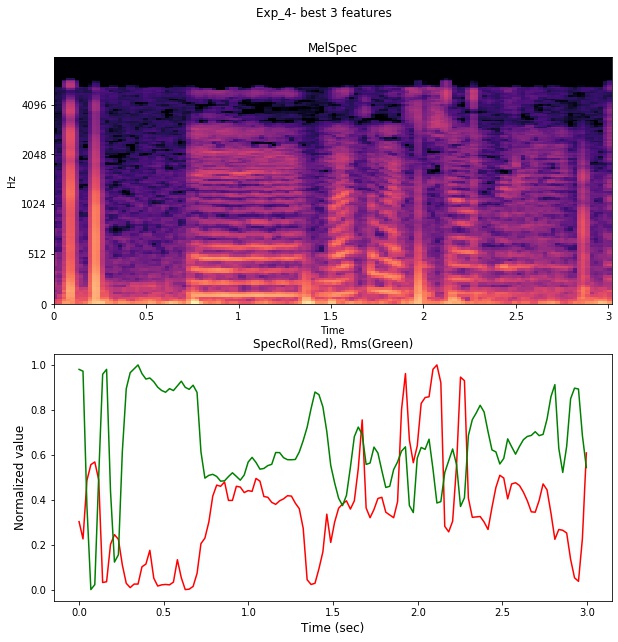 Exp_4- best 3 features
MelSpec
4096
2048
1024
512
0
Hz
0 0.5 1 1.5 2 2.5 3
Time
SpecRol(Red), Rms(Green)
1.0
0.8
0.6
0.4
0.2
0.0
Normalized value
0.0 0.5 1.0 1.5 2.0 2.5 3.0
Time (sec)